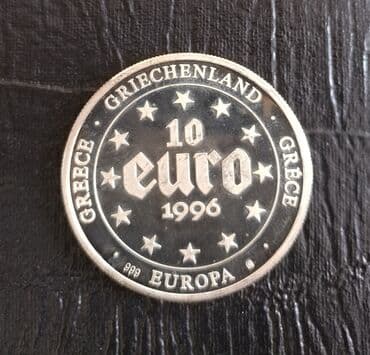 GREECE · GRIECHENLAND · GRÈCE
10
euro
1996
· 999 EUROPA ·